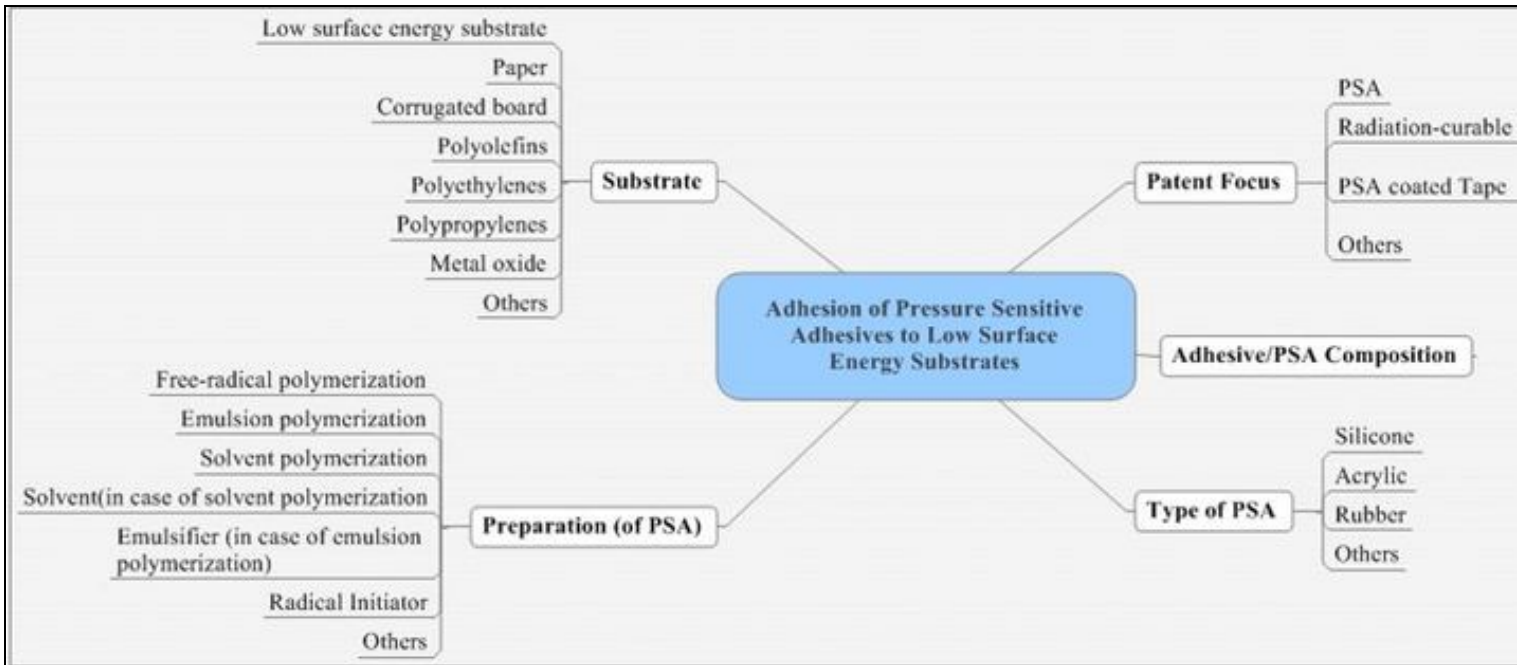 Low surface energy substrate
Paper
Corrugated board
Polyolefins
Polyethylenes
Polypropylenes
Metal oxide
Others
Substrate
Free-radical polymerization
Emulsion polymerization
Solvent polymerization
Solvent(in case of solvent polymerization
Emulsifier (in case of emulsion
polymerization)
Radical Initiator
Others
Preparation (of PSA)
Adhesion of Pressure Sensitive
Adhesives to Low Surface
Energy Substrates
Patent Focus
PSA
Radiation-curable
PSA coated Tape
Others
Adhesive/PSA Composition
Type of PSA
Silicone
Acrylic
Rubber
Others